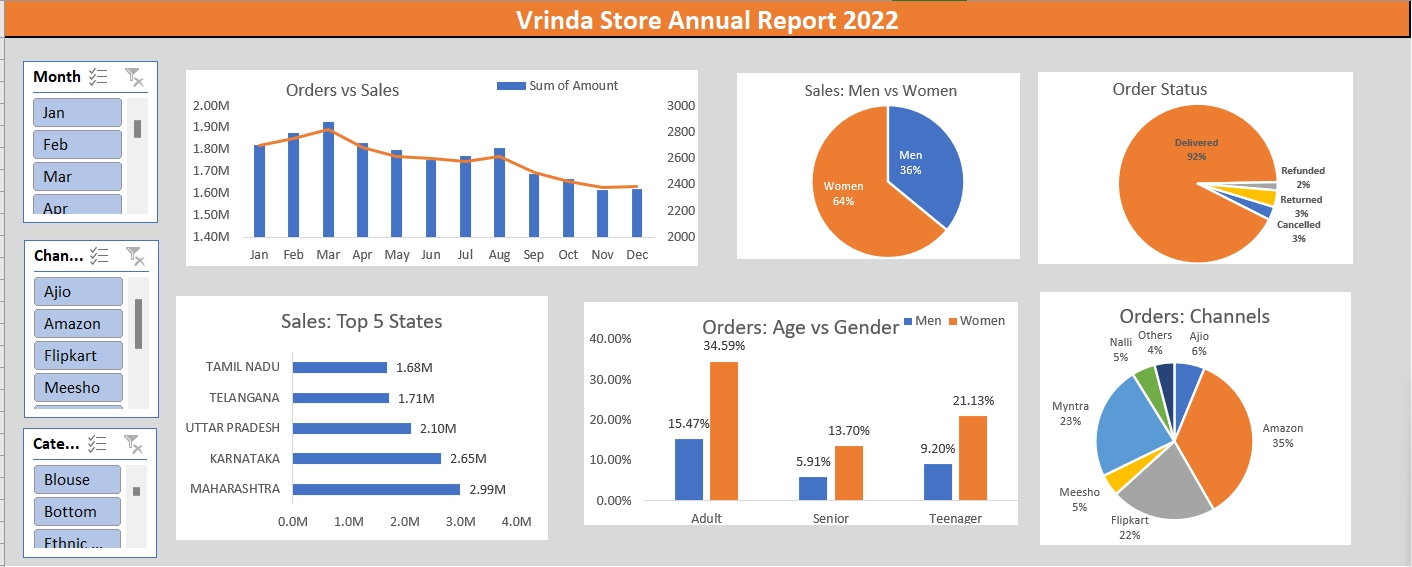 Vrinda Store Annual Report 2022
Month
Jan
Feb
Mar
Apr
Chan...
Ajio
Amazon
Flipkart
Meesho
Cate...
Blouse
Bottom
Ethnic ...
Orders vs Sales
Sum of Amount
2.00M
1.90M
1.80M
1.70M
1.60M
1.50M
1.40M
3000
2800
2600
2400
2200
2000
Jan Feb Mar Apr May Jun Jul Aug Sep Oct Nov Dec
Sales: Men vs Women
Men
36%
Women
64%
Order Status
Delivered
92%
Refunded
2%
Returned
3%
Cancelled
3%
Sales: Top 5 States
TAMIL NADU 1.68M
TELANGANA 1.71M
UTTAR PRADESH 2.10M
KARNATAKA 2.65M
MAHARASHTRA 2.99M
0.0M 1.0M 2.0M 3.0M 4.0M
Orders: Age vs Gender
Men Women
40.00%
30.00%
20.00%
10.00%
0.00%
15.47% 34.59%
5.91% 13.70%
9.20% 21.13%
Adult Senior Teenager
Orders: Channels
Ajio
6%
Amazon
35%
Flipkart
22%
Meesho
5%
Myntra
23%
Nalli
5%
Others
4%